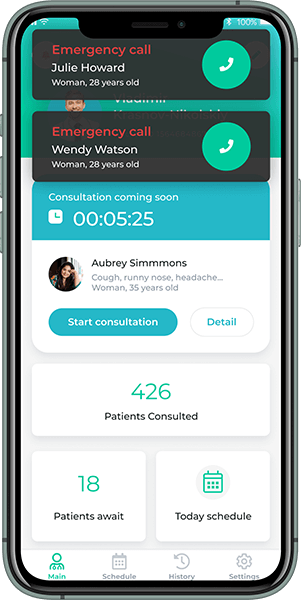 100%
Emergency call
Julie Howard
Woman, 28 years old
Vladimir
Emergency call
Wendy Watson
Woman, 28 years old
Consultation coming soon
00:05:25
Aubrey Simmmons
Cough, runny nose, headache...
Woman, 35 years old
Start consultation
Detail
426
Patients Consulted
18
Patients await
Today schedule
Main
Schedule
History
Settings